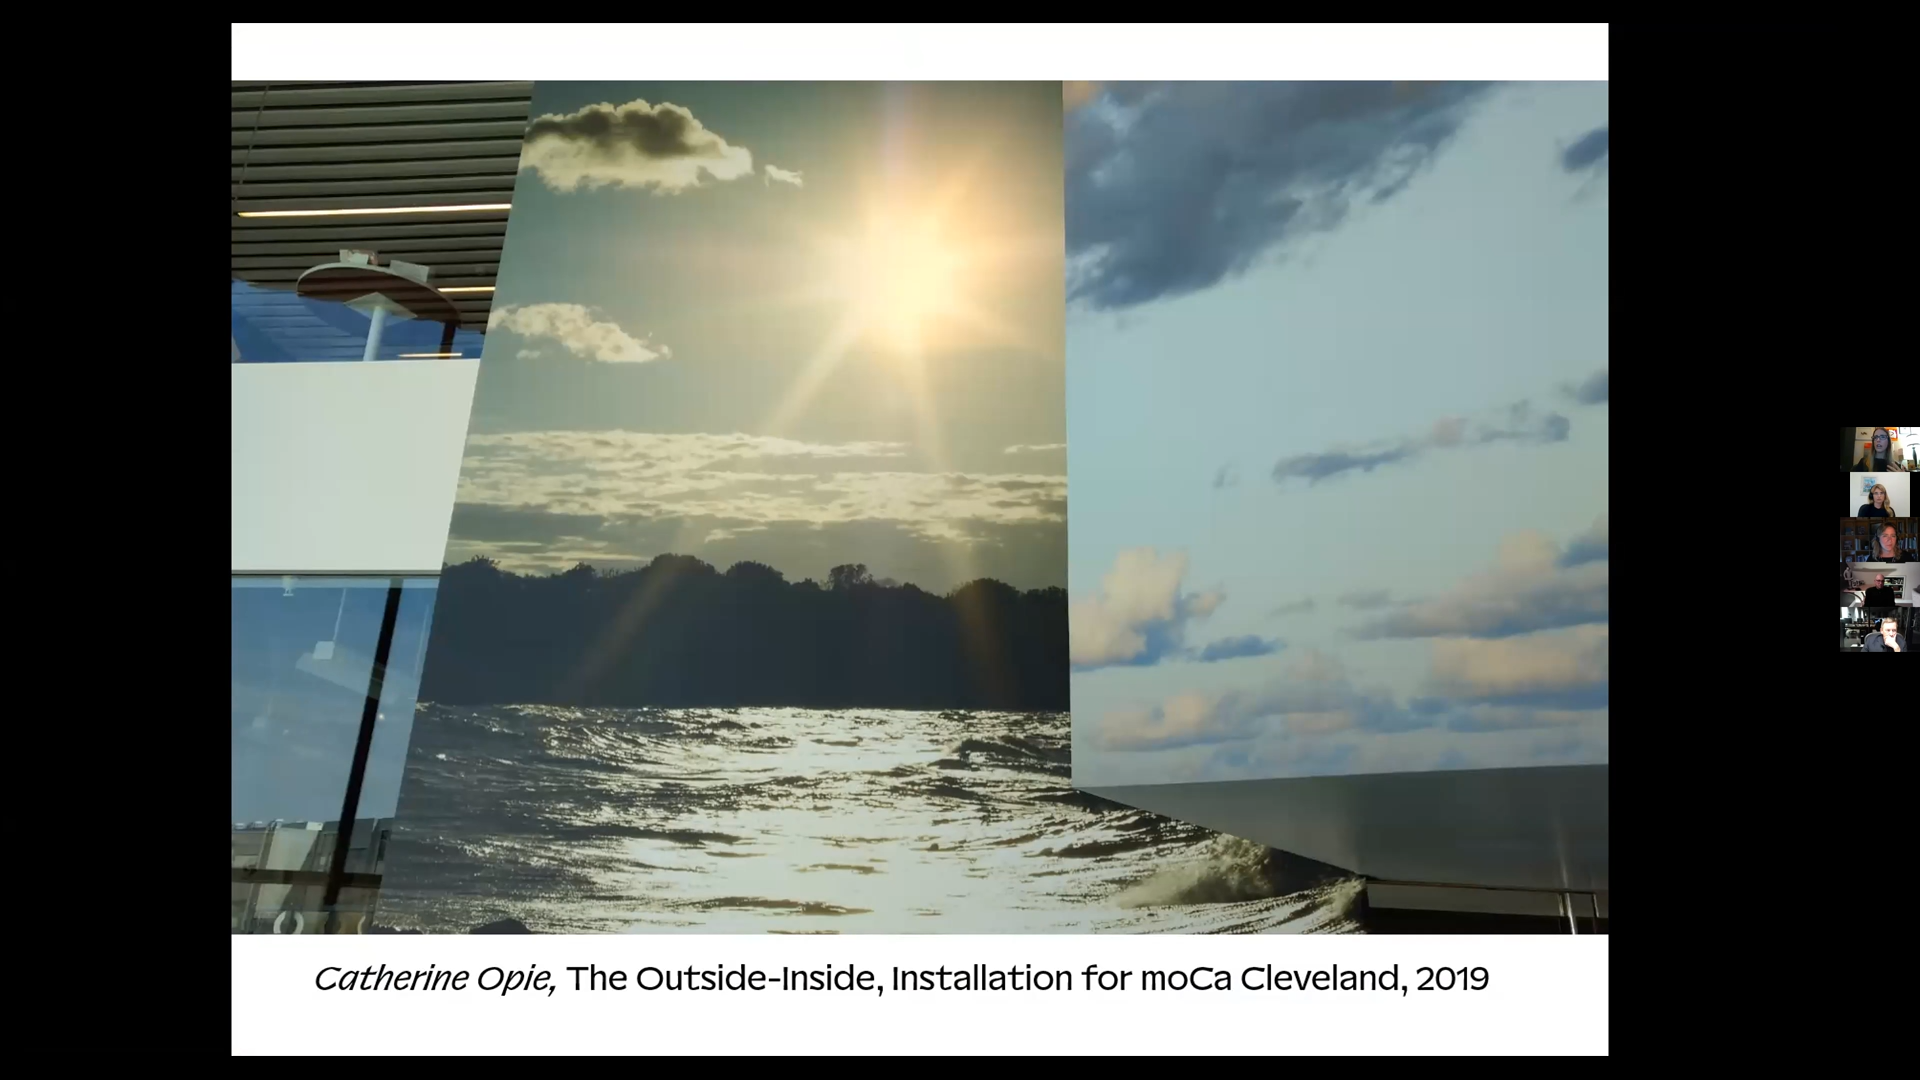 Catherine Opie, The Outside-Inside, Installation for moCa Cleveland, 2019